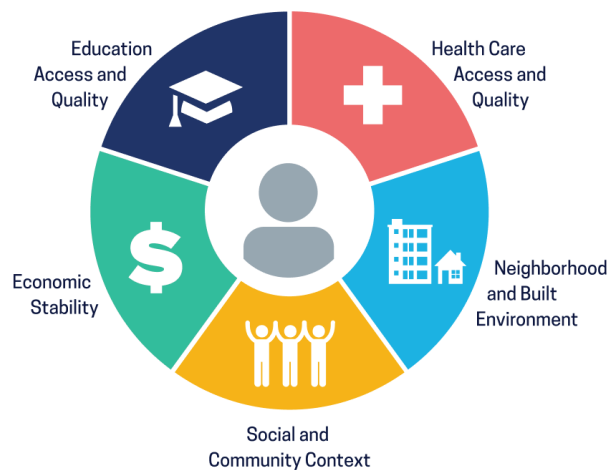 Education
Access and
Quality
Health Care
Access and
Quality
$
Economic
Stability
Neighborhood
and Built
Environment
Social and
Community Context